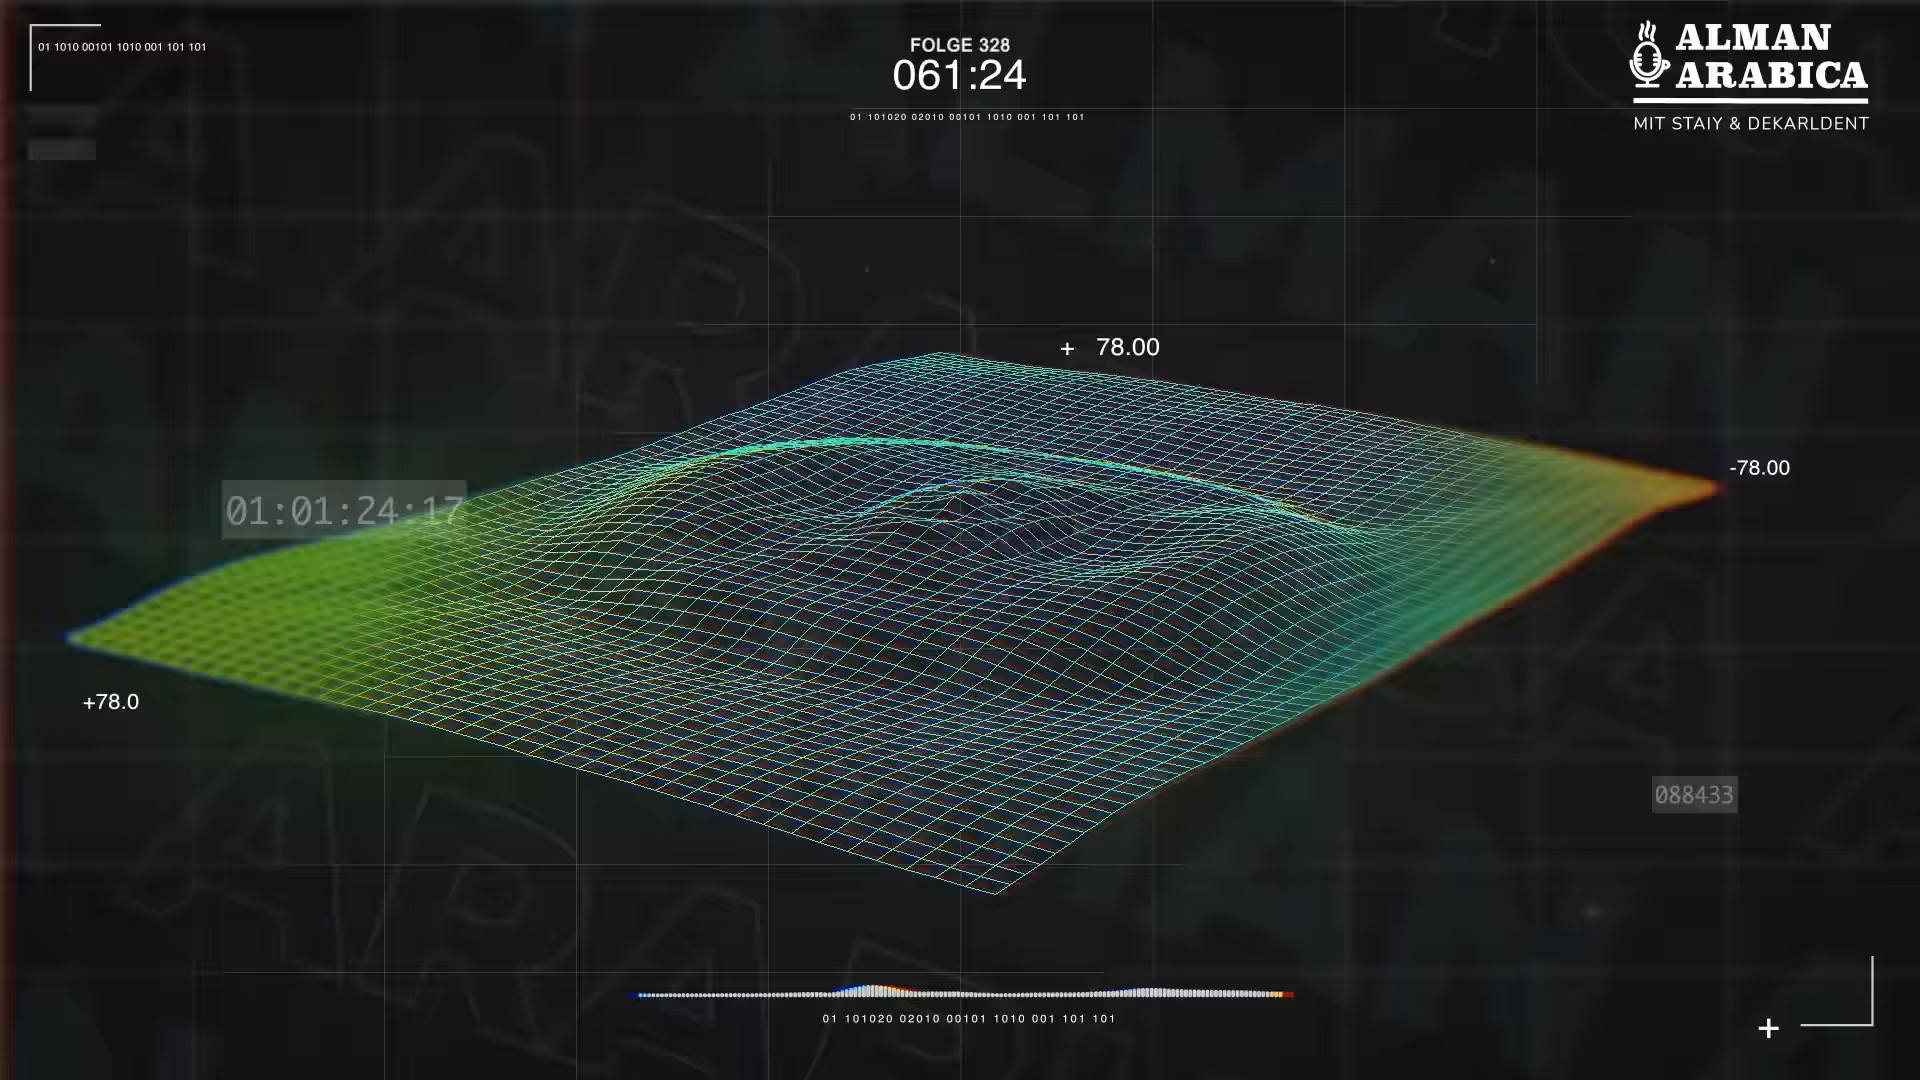 01 1010 00101 1010 001 101 101
FOLGE 328
061:24
01 101020 02010 00101 1010 001 101 101
ALMAN
ARABICA
MIT STAIY & DEKARLDENT
+ 78.00
-78.00
01:01:24:17
+78.0
088433
01 101020 02010 00101 1010 001 101 101
+